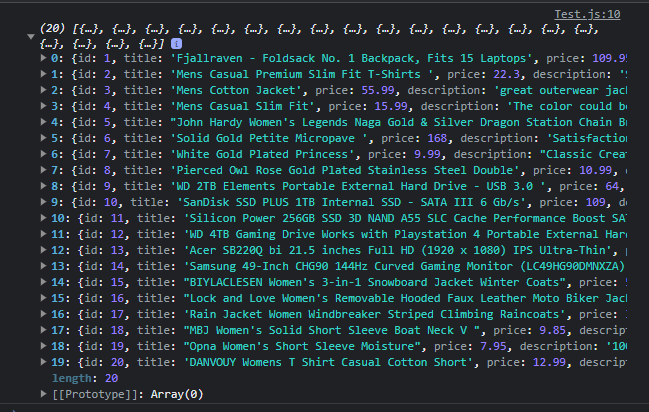 Test.js:10
(20) [{…}, {…}, {…}, {…}, {…}, {…}, {…}, {…}, {…}, {…}, {…}, {…}, {…}, {…}, {…}, {…},
{…}, {…}, {…}, {…}] i
0: {id: 1, title: 'Fjallraven - Foldsack No. 1 Backpack, Fits 15 Laptops', price: 109.95
1: {id: 2, title: 'Mens Casual Premium Slim Fit T-Shirts ', price: 22.3, description: '
2: {id: 3, title: 'Mens Cotton Jacket', price: 55.99, description: 'great outerwear jac
3: {id: 4, title: 'Mens Casual Slim Fit', price: 15.99, description: 'The color could b
4: {id: 5, title: "John Hardy Women's Legends Naga Gold & Silver Dragon Station Chain B
5: {id: 6, title: 'Solid Gold Petite Micropave ', price: 168, description: 'Satisfaction
6: {id: 7, title: 'White Gold Plated Princess', price: 9.99, description: "Classic Crea
7: {id: 8, title: 'Pierced Owl Rose Gold Plated Stainless Steel Double', price: 10.99,
8: {id: 9, title: 'WD 2TB Elements Portable External Hard Drive - USB 3.0 ', price: 64,
9: {id: 10, title: 'SanDisk SSD PLUS 1TB Internal SSD - SATA III 6 Gb/s', price: 109, d
10: {id: 11, title: 'Silicon Power 256GB SSD 3D NAND A55 SLC Cache Performance Boost SAT
11: {id: 12, title: 'WD 4TB Gaming Drive Works with Playstation 4 Portable External Har
12: {id: 13, title: 'Acer SB220Q bi 21.5 inches Full HD (1920 x 1080) IPS Ultra-Thin', p
13: {id: 14, title: 'Samsung 49-Inch CHG90 144Hz Curved Gaming Monitor (LC49HG90DMNXZA)
14: {id: 15, title: "BIYLACLESEN Women's 3-in-1 Snowboard Jacket Winter Coats", price: 5
15: {id: 16, title: "Lock and Love Women's Removable Hooded Faux Leather Moto Biker Jac
16: {id: 17, title: 'Rain Jacket Women Windbreaker Striped Climbing Raincoats', price:
17: {id: 18, title: "MBJ Women's Solid Short Sleeve Boat Neck V ", price: 9.85,
18: {id: 19, title: "Opna Women's Short Sleeve Moisture", price: 7.95, description: '100
19: {id: 20, title: 'DANVOUY Womens T Shirt Casual Cotton Short', price: 12.99, descrip
length: 20
[[Prototype]]: Array(0)